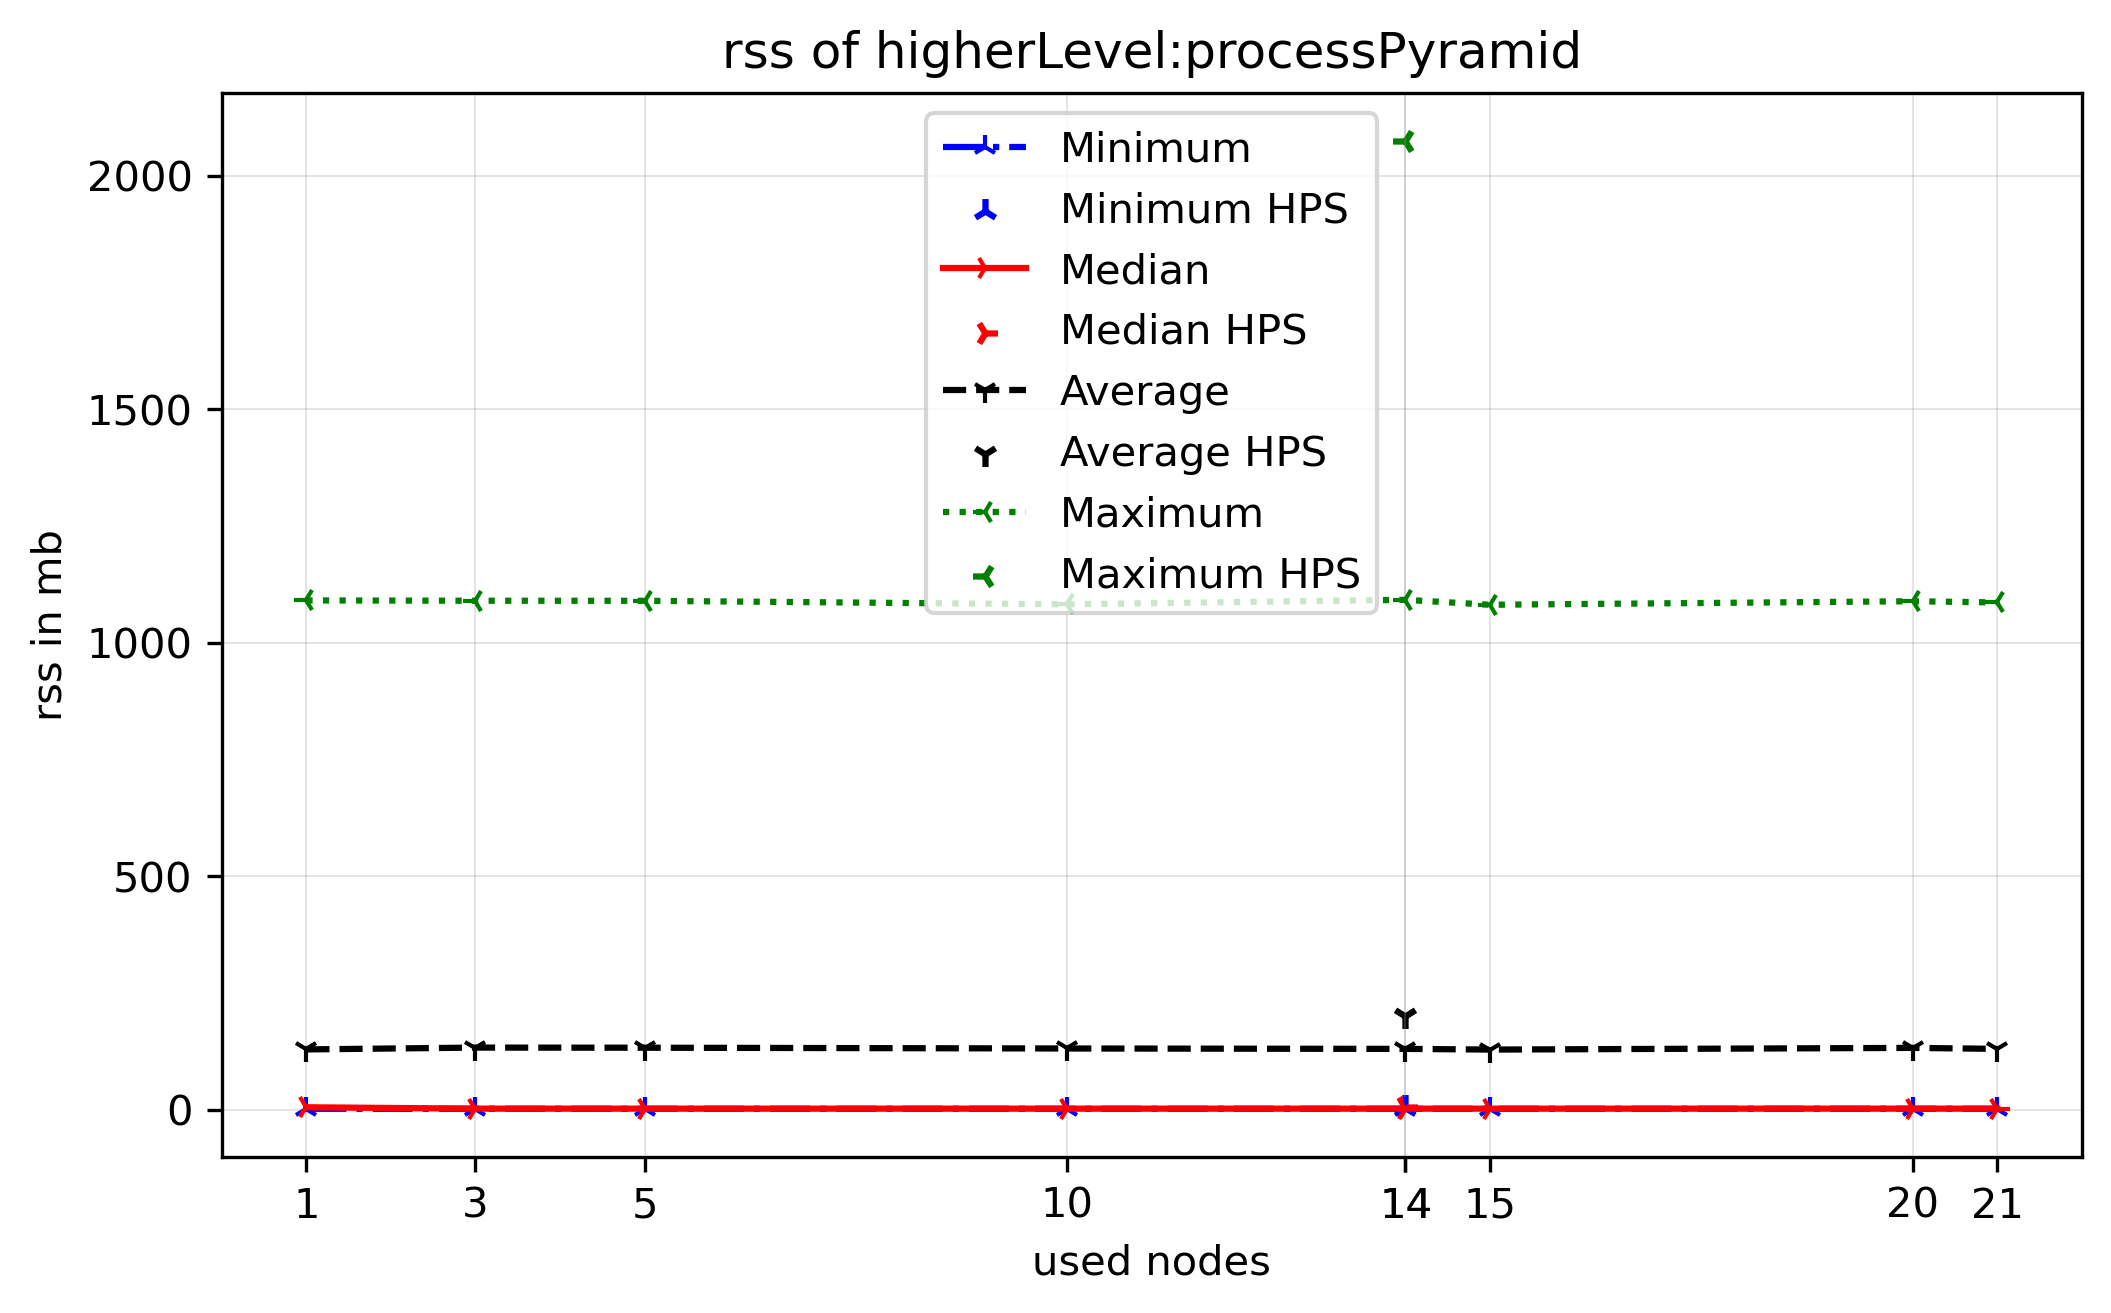 rss of higherLevel:processPyramid
Minimum
Minimum HPS
Median
Median HPS
Average
Average HPS
Maximum
Maximum HPS
rss in mb
2000
1500
1000
500
0
1 3 5 10 14 15 20 21
used nodes